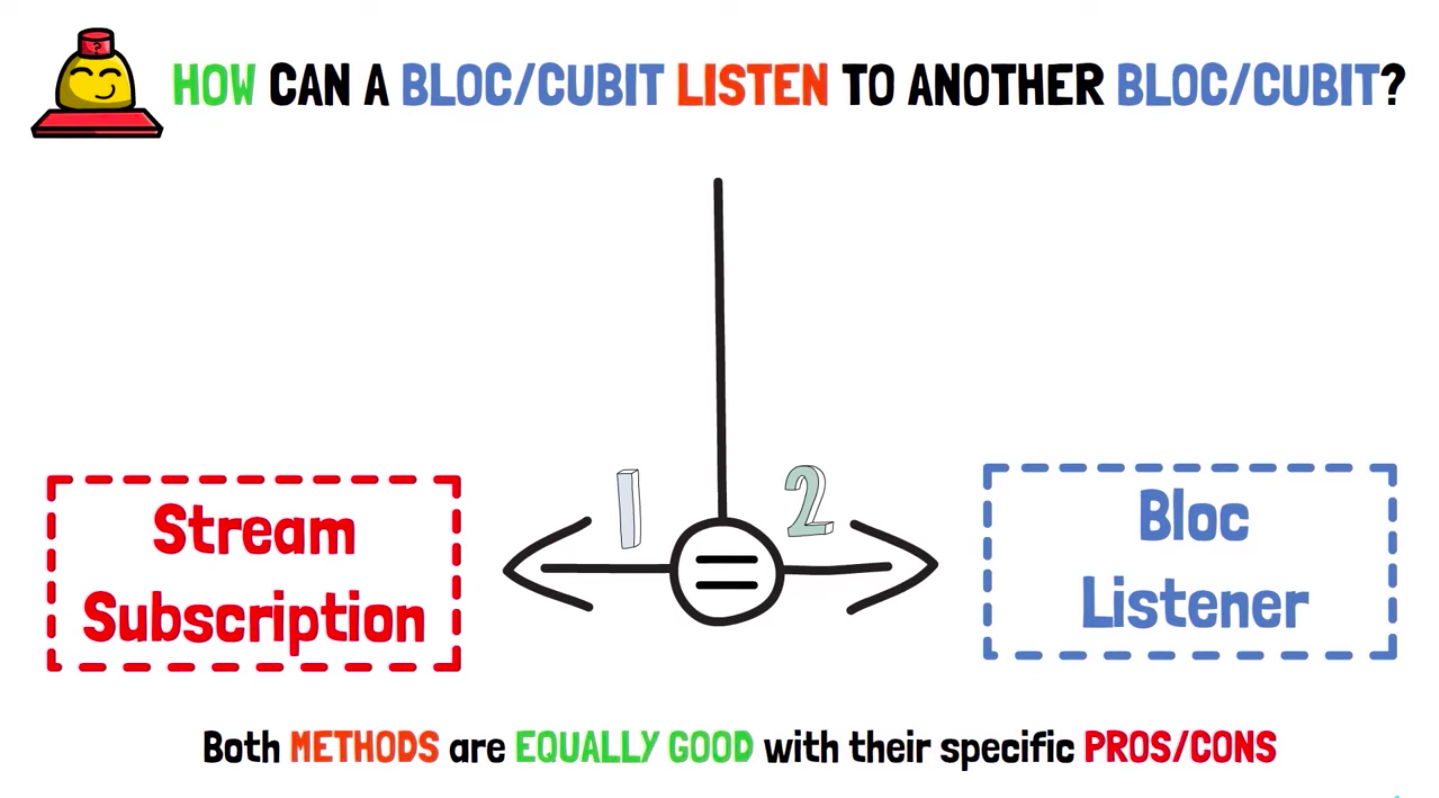 ?
HOW CAN A BLOC/CUBIT LISTEN TO ANOTHER BLOC/CUBIT?
1
2
Stream
Subscription
Bloc
Listener
Both METHODS are EQUALLY GOOD with their specific PROS/CONS